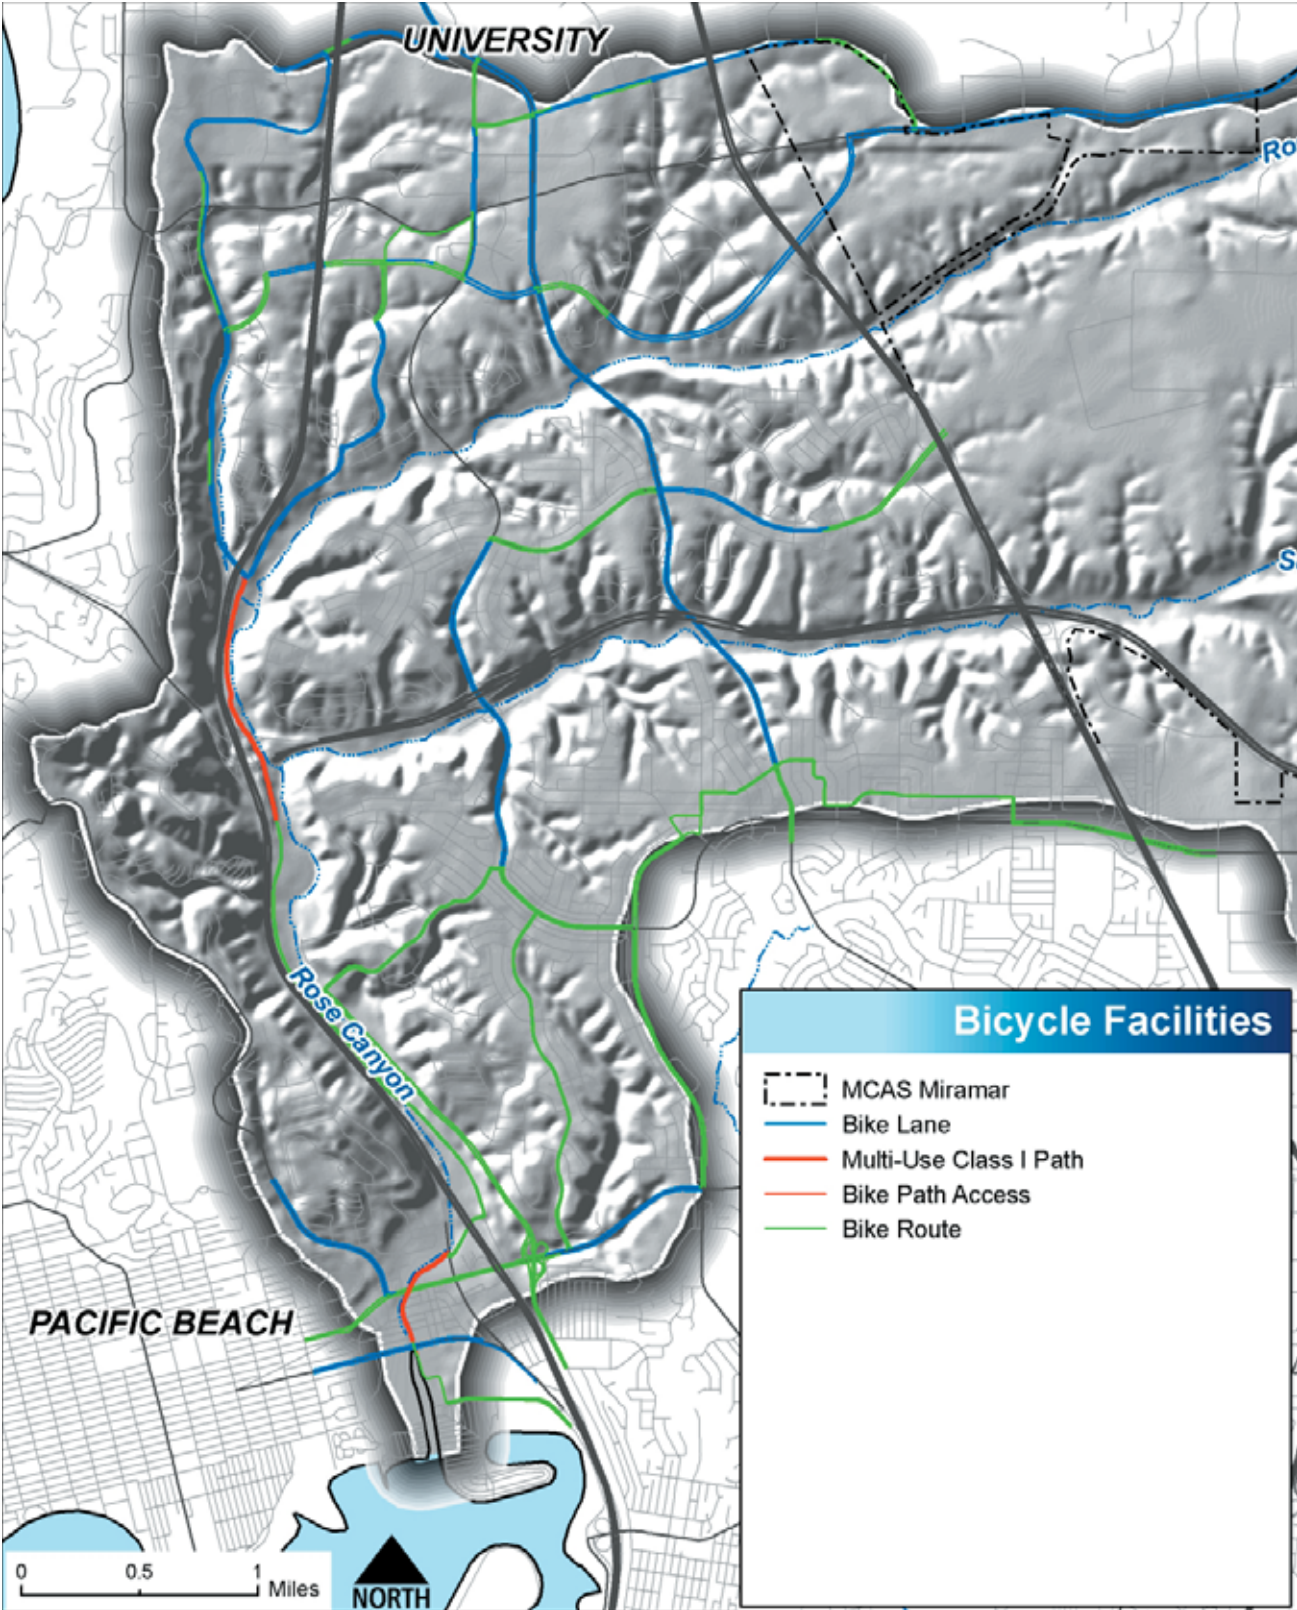 UNIVERSITY
Rose Canyon
PACIFIC BEACH
Bicycle Facilities
MCAS Miramar
Bike Lane
Multi-Use Class I Path
Bike Path Access
Bike Route
0 0.5 1 Miles
NORTH